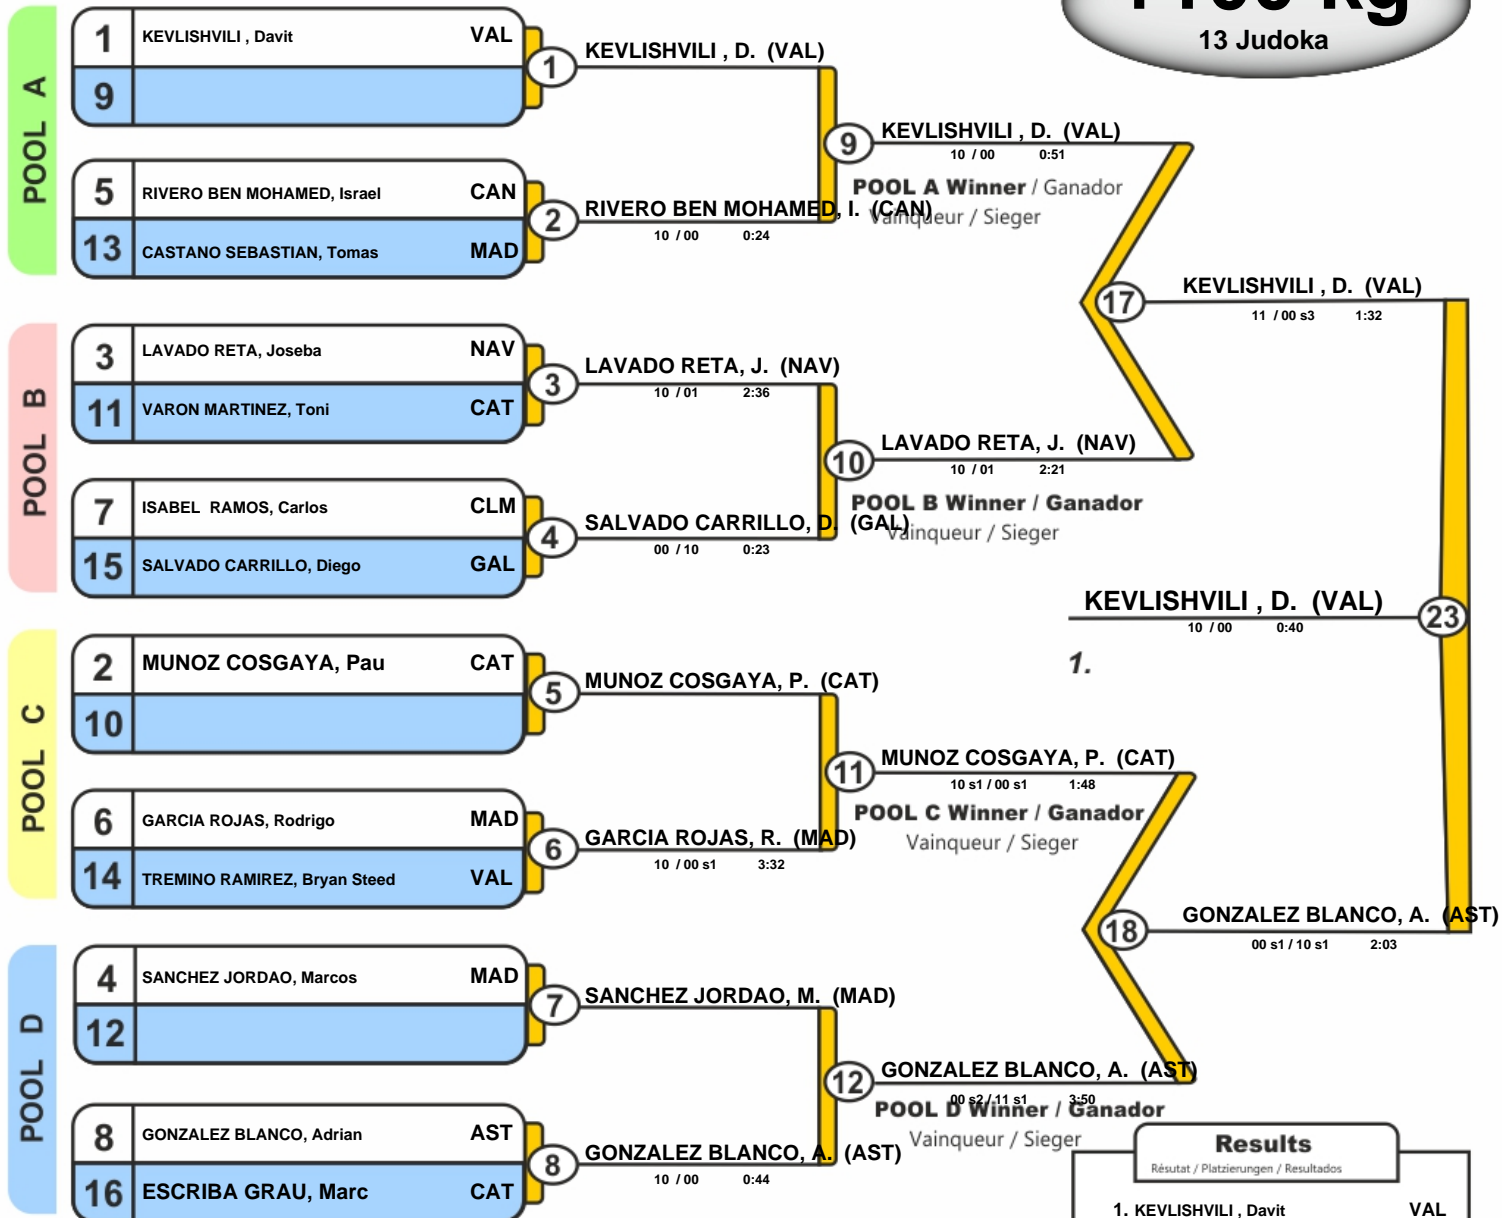 13 Judoka
POOL A
1 KEVLISHVILI , Davit VAL
9
1 KEVLISHVILI , D. (VAL)
5 RIVERO BEN MOHAMED, Israel CAN
13 CASTANO SEBASTIAN, Tomas MAD
2 RIVERO BEN MOHAMED, I. (CAN)
10 / 00 0:24
9 KEVLISHVILI , D. (VAL)
10 / 00 0:51
POOL A Winner / Ganador
Vainqueur / Sieger
POOL B
3 LAVADO RETA, Joseba NAV
11 VARON MARTINEZ, Toni CAT
3 LAVADO RETA, J. (NAV)
10 / 01 2:36
7 ISABEL RAMOS, Carlos CLM
15 SALVADO CARRILLO, Diego GAL
4 SALVADO CARRILLO, D. (GAL)
00 / 10 0:23
10 LAVADO RETA, J. (NAV)
10 / 01 2:21
POOL B Winner / Ganador
Vainqueur / Sieger
17 KEVLISHVILI , D. (VAL)
11 / 00 s3 1:32
KEVLISHVILI , D. (VAL) 23
10 / 00 0:40
1.
POOL C
2 MUNOZ COSGAYA, Pau CAT
10
5 MUNOZ COSGAYA, P. (CAT)
6 GARCIA ROJAS, Rodrigo MAD
14 TREMINO RAMIREZ, Bryan Steed VAL
6 GARCIA ROJAS, R. (MAD)
10 / 00 s1 3:32
11 MUNOZ COSGAYA, P. (CAT)
10 s1 / 00 s1 1:48
POOL C Winner / Ganador
Vainqueur / Sieger
18 GONZALEZ BLANCO, A. (AST)
00 s1 / 10 s1 2:03
POOL D
4 SANCHEZ JORDAO, Marcos MAD
12
7 SANCHEZ JORDAO, M. (MAD)
8 GONZALEZ BLANCO, Adrian AST
16 ESCRIBA GRAU, Marc CAT
8 GONZALEZ BLANCO, A. (AST)
10 / 00 0:44
12 GONZALEZ BLANCO, A. (AST)
00 s2 / 11 s1 3:50
POOL D Winner / Ganador
Vainqueur / Sieger
Results
Résutat / Platzierungen / Resultados
1. KEVLISHVILI , Davit VAL